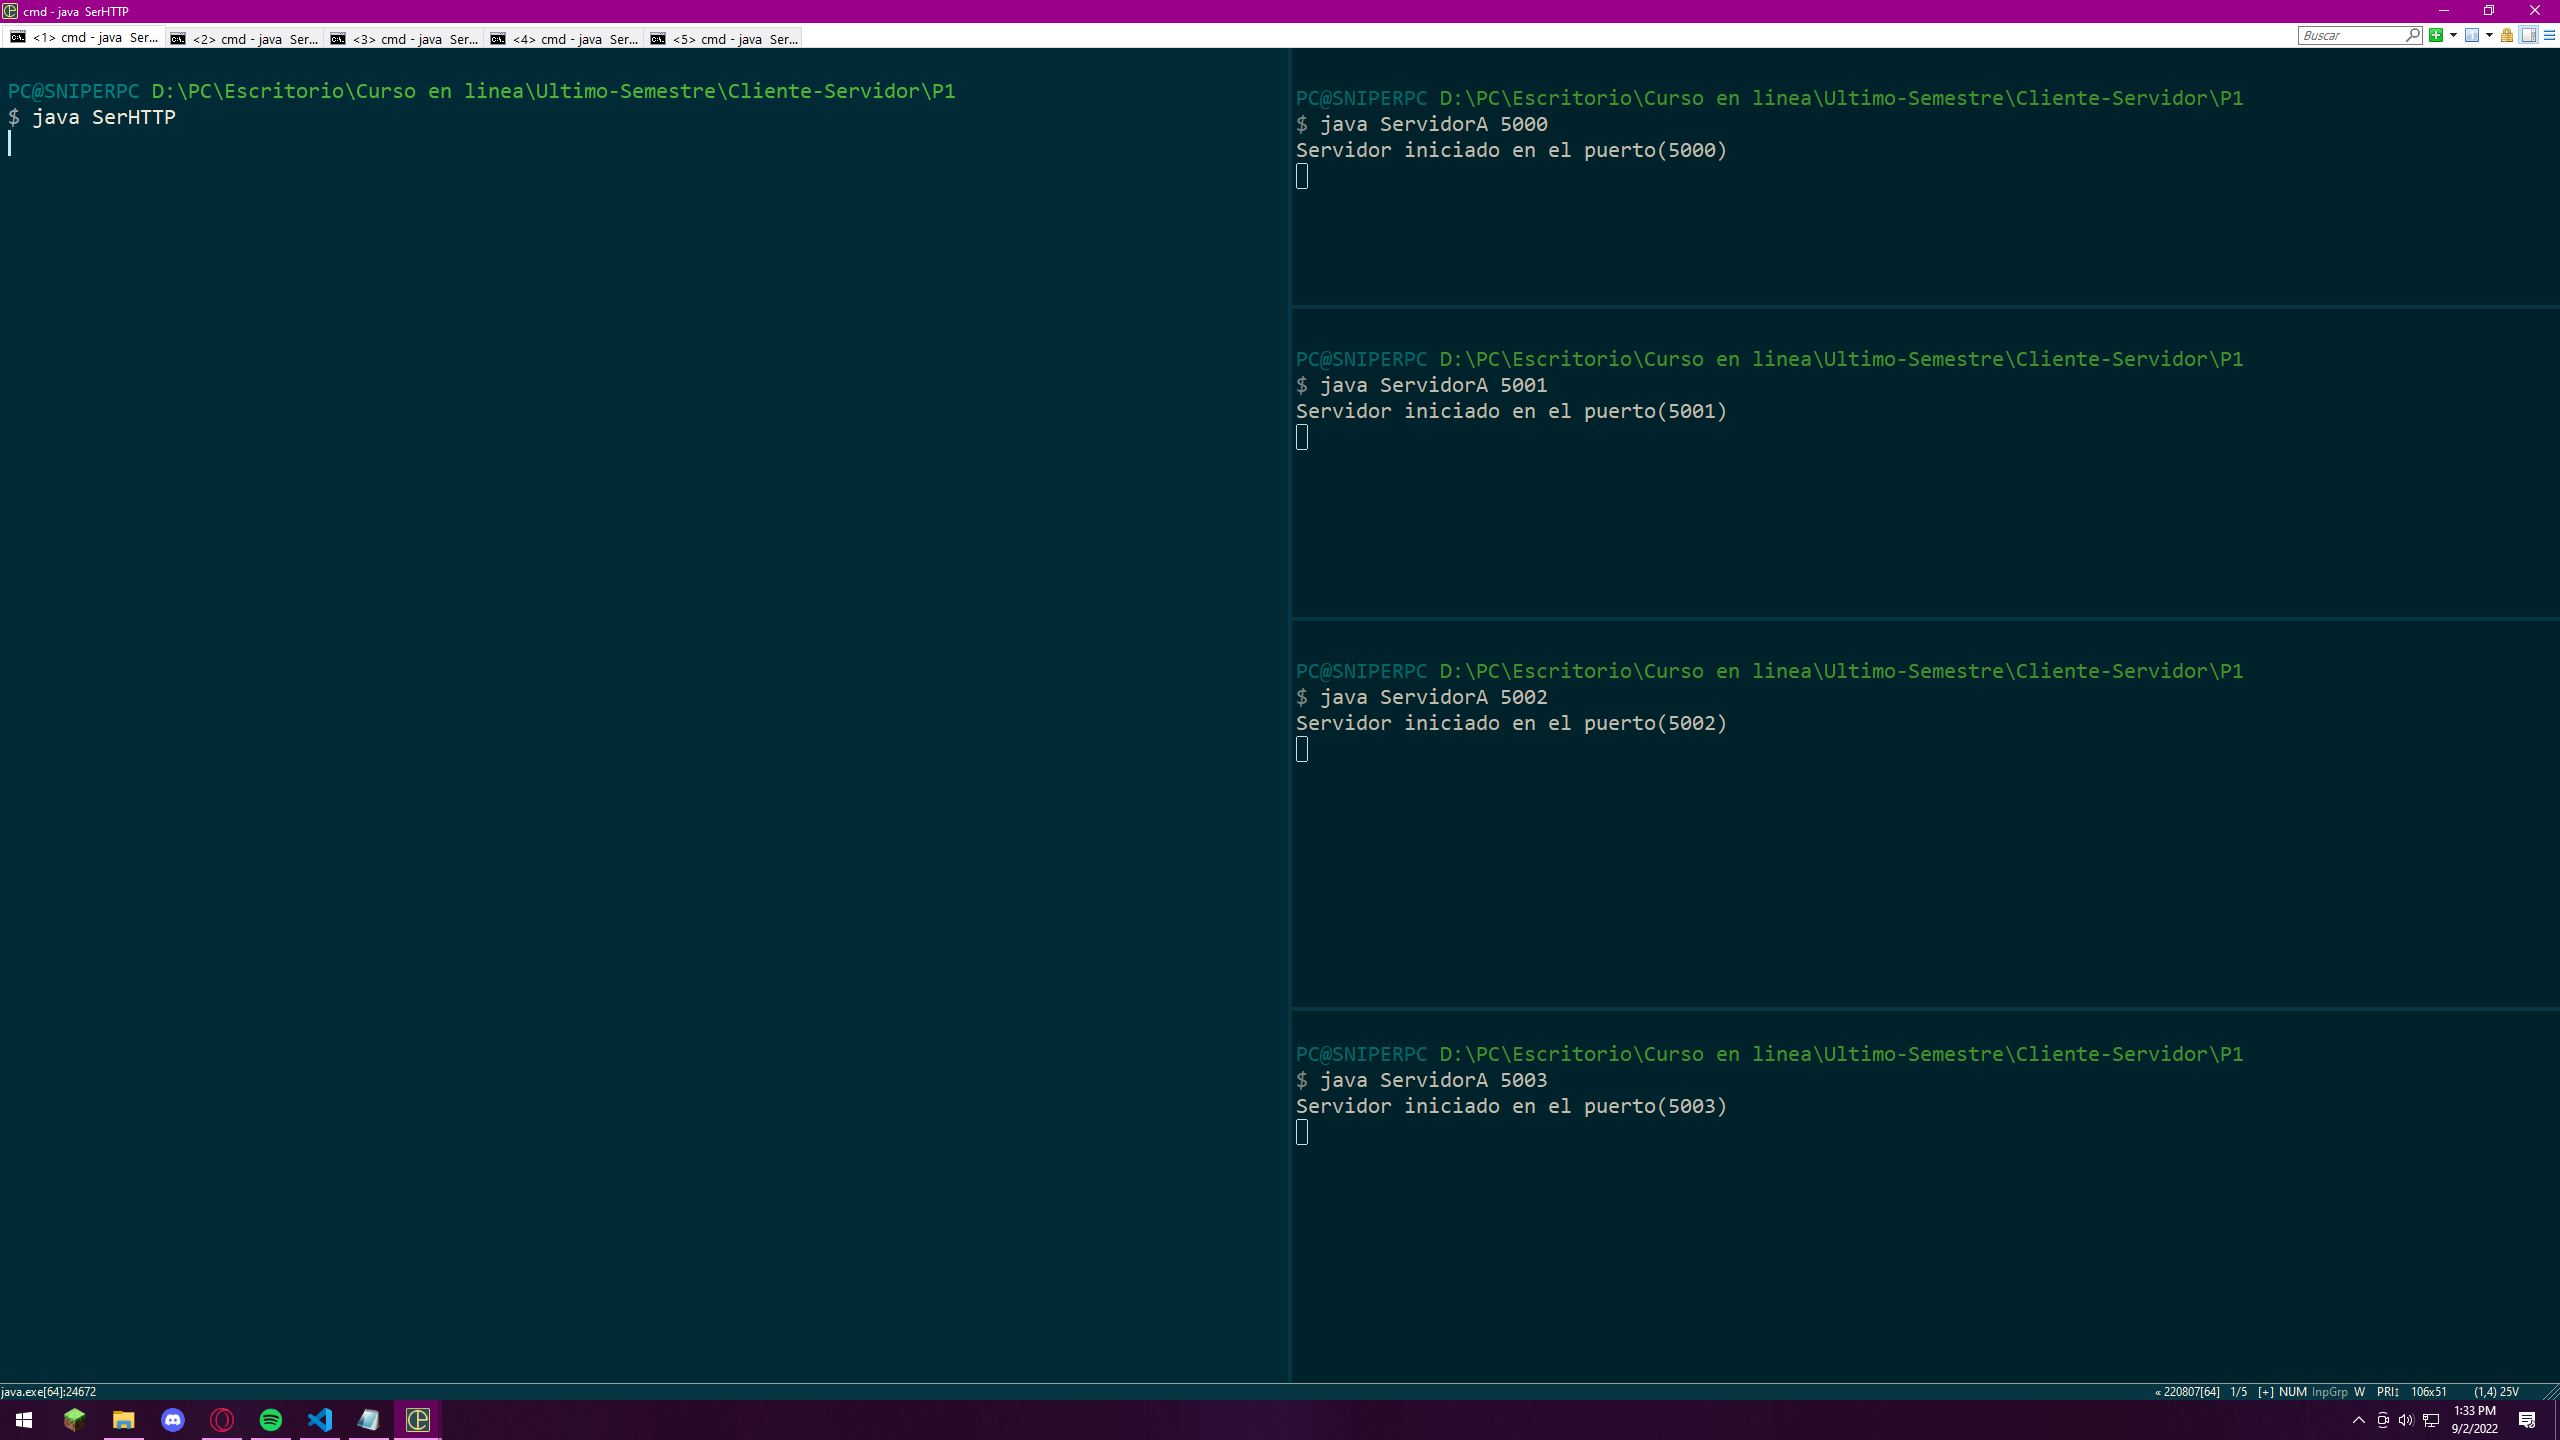 cmd - java  SerHTTP
<1> cmd - java  Ser...
<2> cmd - java  Ser...
<3> cmd - java  Ser...
<4> cmd - java  Ser...
<5> cmd - java  Ser...
Buscar
PC@SNIPERPC D:\PC\Escritorio\Curso en linea\Ultimo-Semestre\Cliente-Servidor\P1
$ java SerHTTP
PC@SNIPERPC D:\PC\Escritorio\Curso en linea\Ultimo-Semestre\Cliente-Servidor\P1
$ java ServidorA 5000
Servidor iniciado en el puerto(5000)
PC@SNIPERPC D:\PC\Escritorio\Curso en linea\Ultimo-Semestre\Cliente-Servidor\P1
$ java ServidorA 5001
Servidor iniciado en el puerto(5001)
PC@SNIPERPC D:\PC\Escritorio\Curso en linea\Ultimo-Semestre\Cliente-Servidor\P1
$ java ServidorA 5002
Servidor iniciado en el puerto(5002)
PC@SNIPERPC D:\PC\Escritorio\Curso en linea\Ultimo-Semestre\Cliente-Servidor\P1
$ java ServidorA 5003
Servidor iniciado en el puerto(5003)
java.exe[64]:24672
« 220807[64] 1/5 [+] NUM InpGrp W PRI↕ 106x51 (1,4) 25V
1:33 PM
9/2/2022